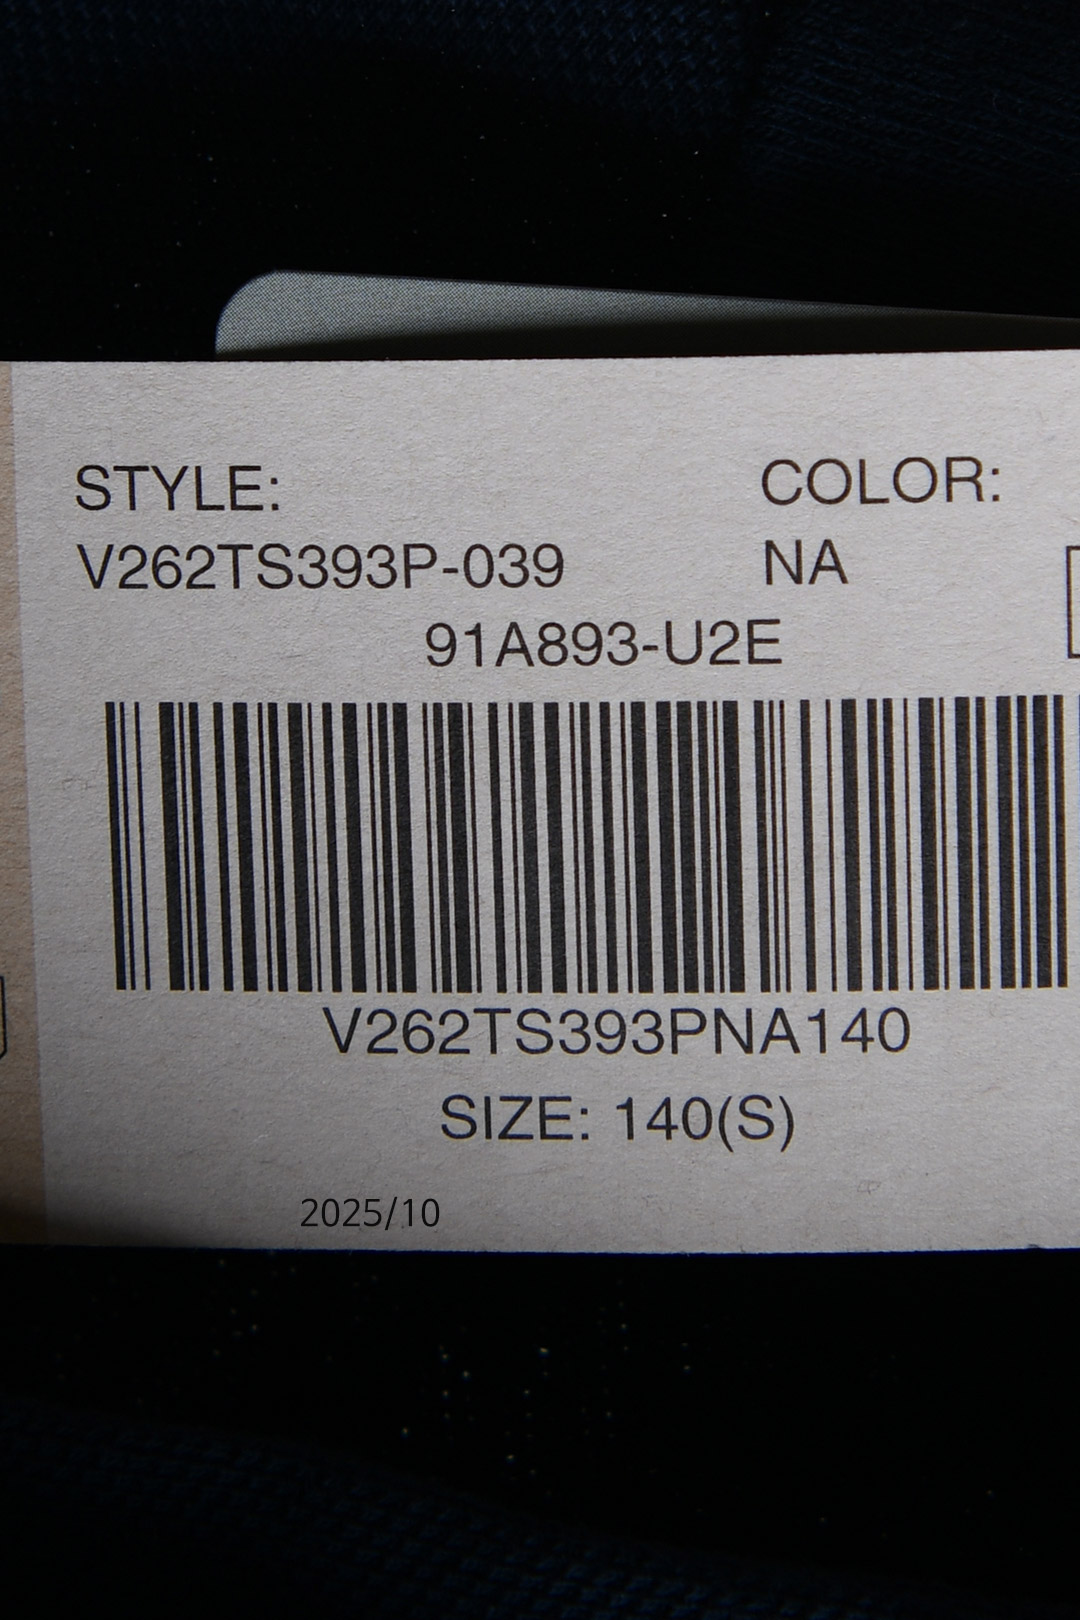 STYLE:
COLOR:
V262TS393P-039
NA
91A893-U2E
V262TS393PNA140
SIZE: 140(S)
2025/10